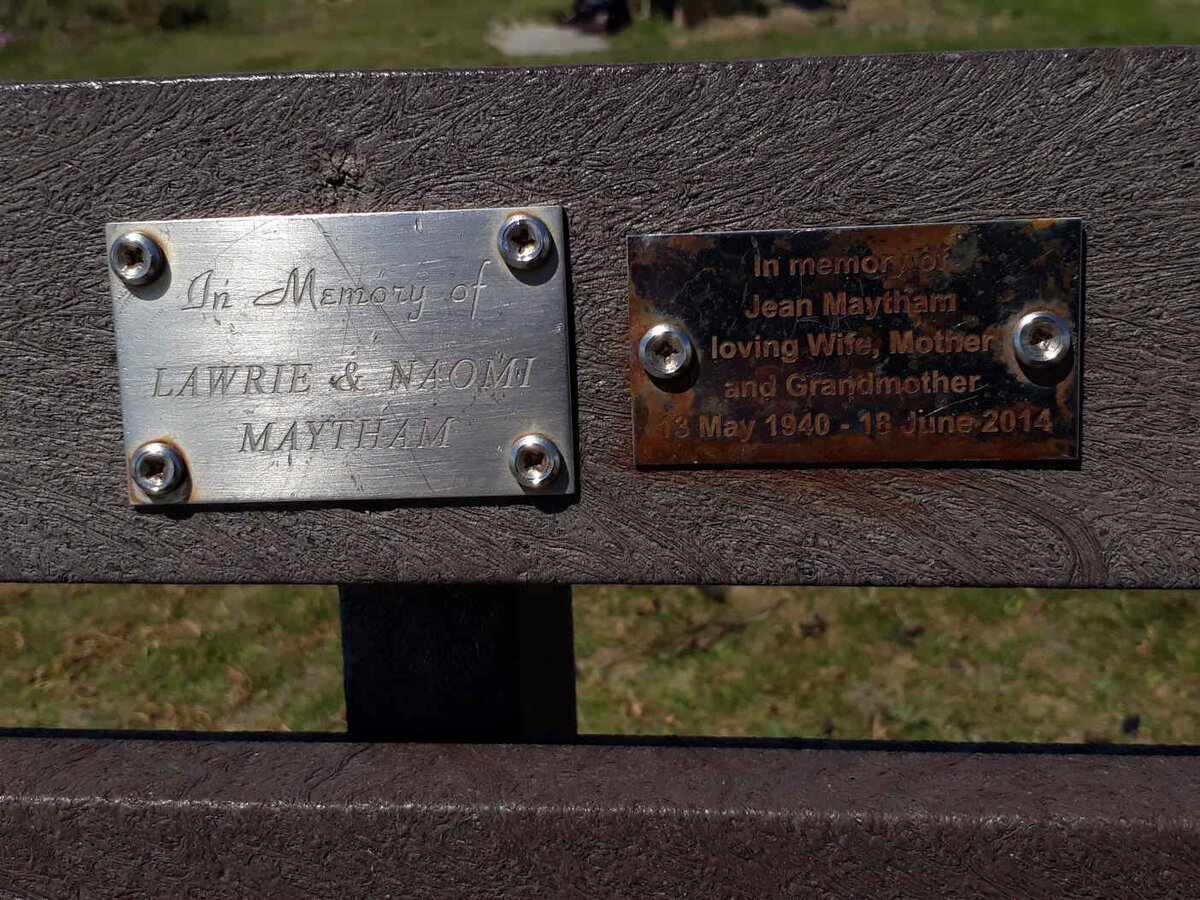 In Memory of
LAWRIE & NAOMI
MAYTHAM
In memory of
Jean Maytham
loving Wife, Mother
and Grandmother
13 May 1940 - 18 June 2014